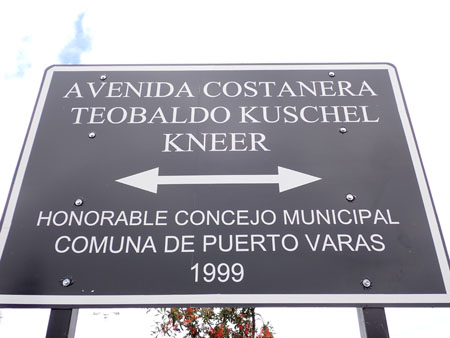 AVENIDA COSTANERA
TEOBALDO KUSCHEL
KNEER
HONORABLE CONCEJO MUNICIPAL
COMUNA DE PUERTO VARAS
1999